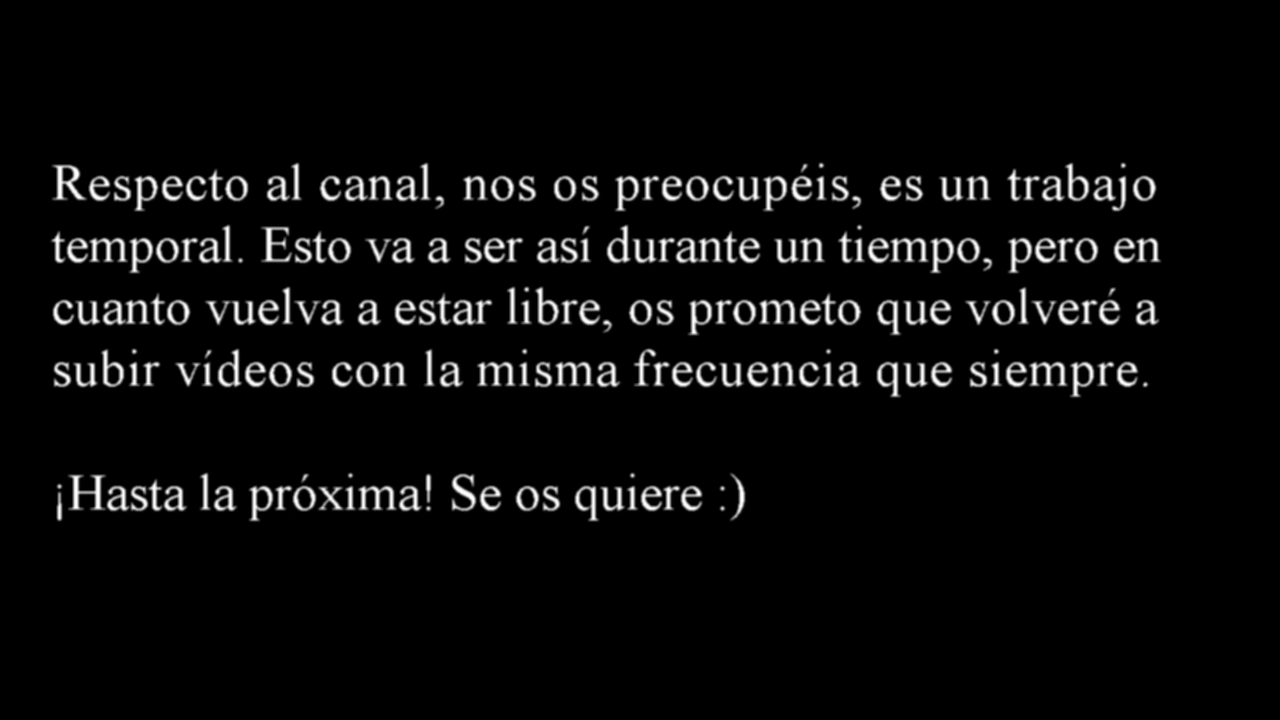 Respecto al canal, nos os preocupéis, es un trabajo
temporal. Esto va a ser así durante un tiempo, pero en
cuanto vuelva a estar libre, os prometo que volveré a
subir vídeos con la misma frecuencia que siempre.
¡Hasta la próxima! Se os quiere :)